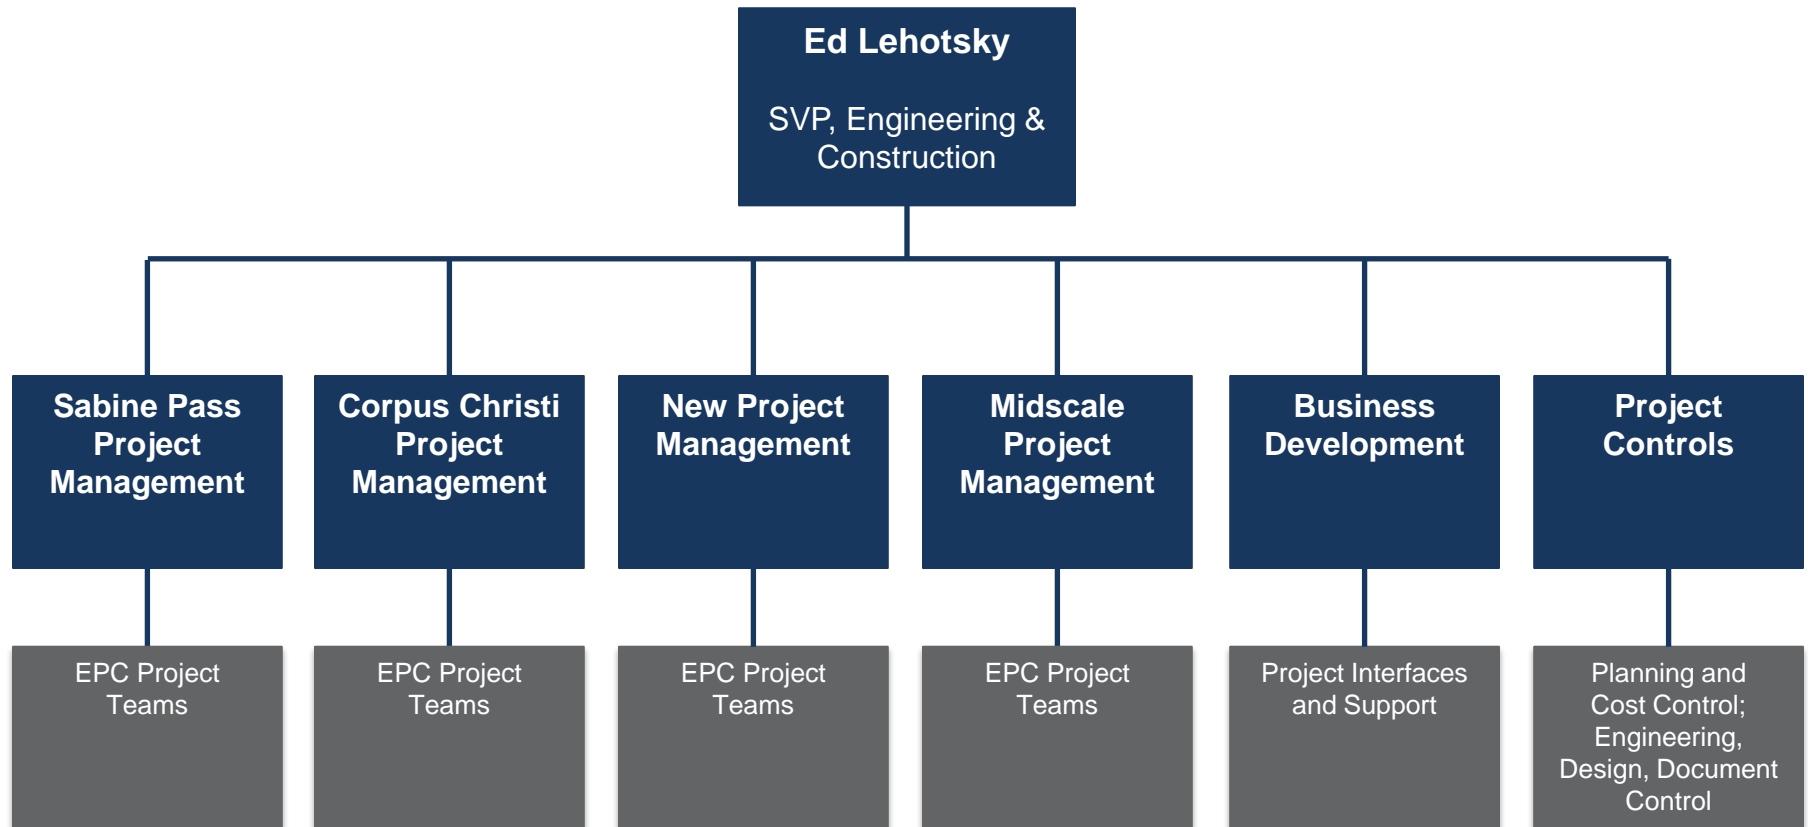 Ed Lehotsky
SVP, Engineering &
Construction
Sabine Pass
Project
Management
Corpus Christi
Project
Management
New Project
Management
Midscale
Project
Management
Business
Development
Project
Controls
EPC Project
Teams
EPC Project
Teams
EPC Project
Teams
EPC Project
Teams
Project Interfaces
and Support
Planning and
Cost Control;
Engineering,
Design, Document
Control